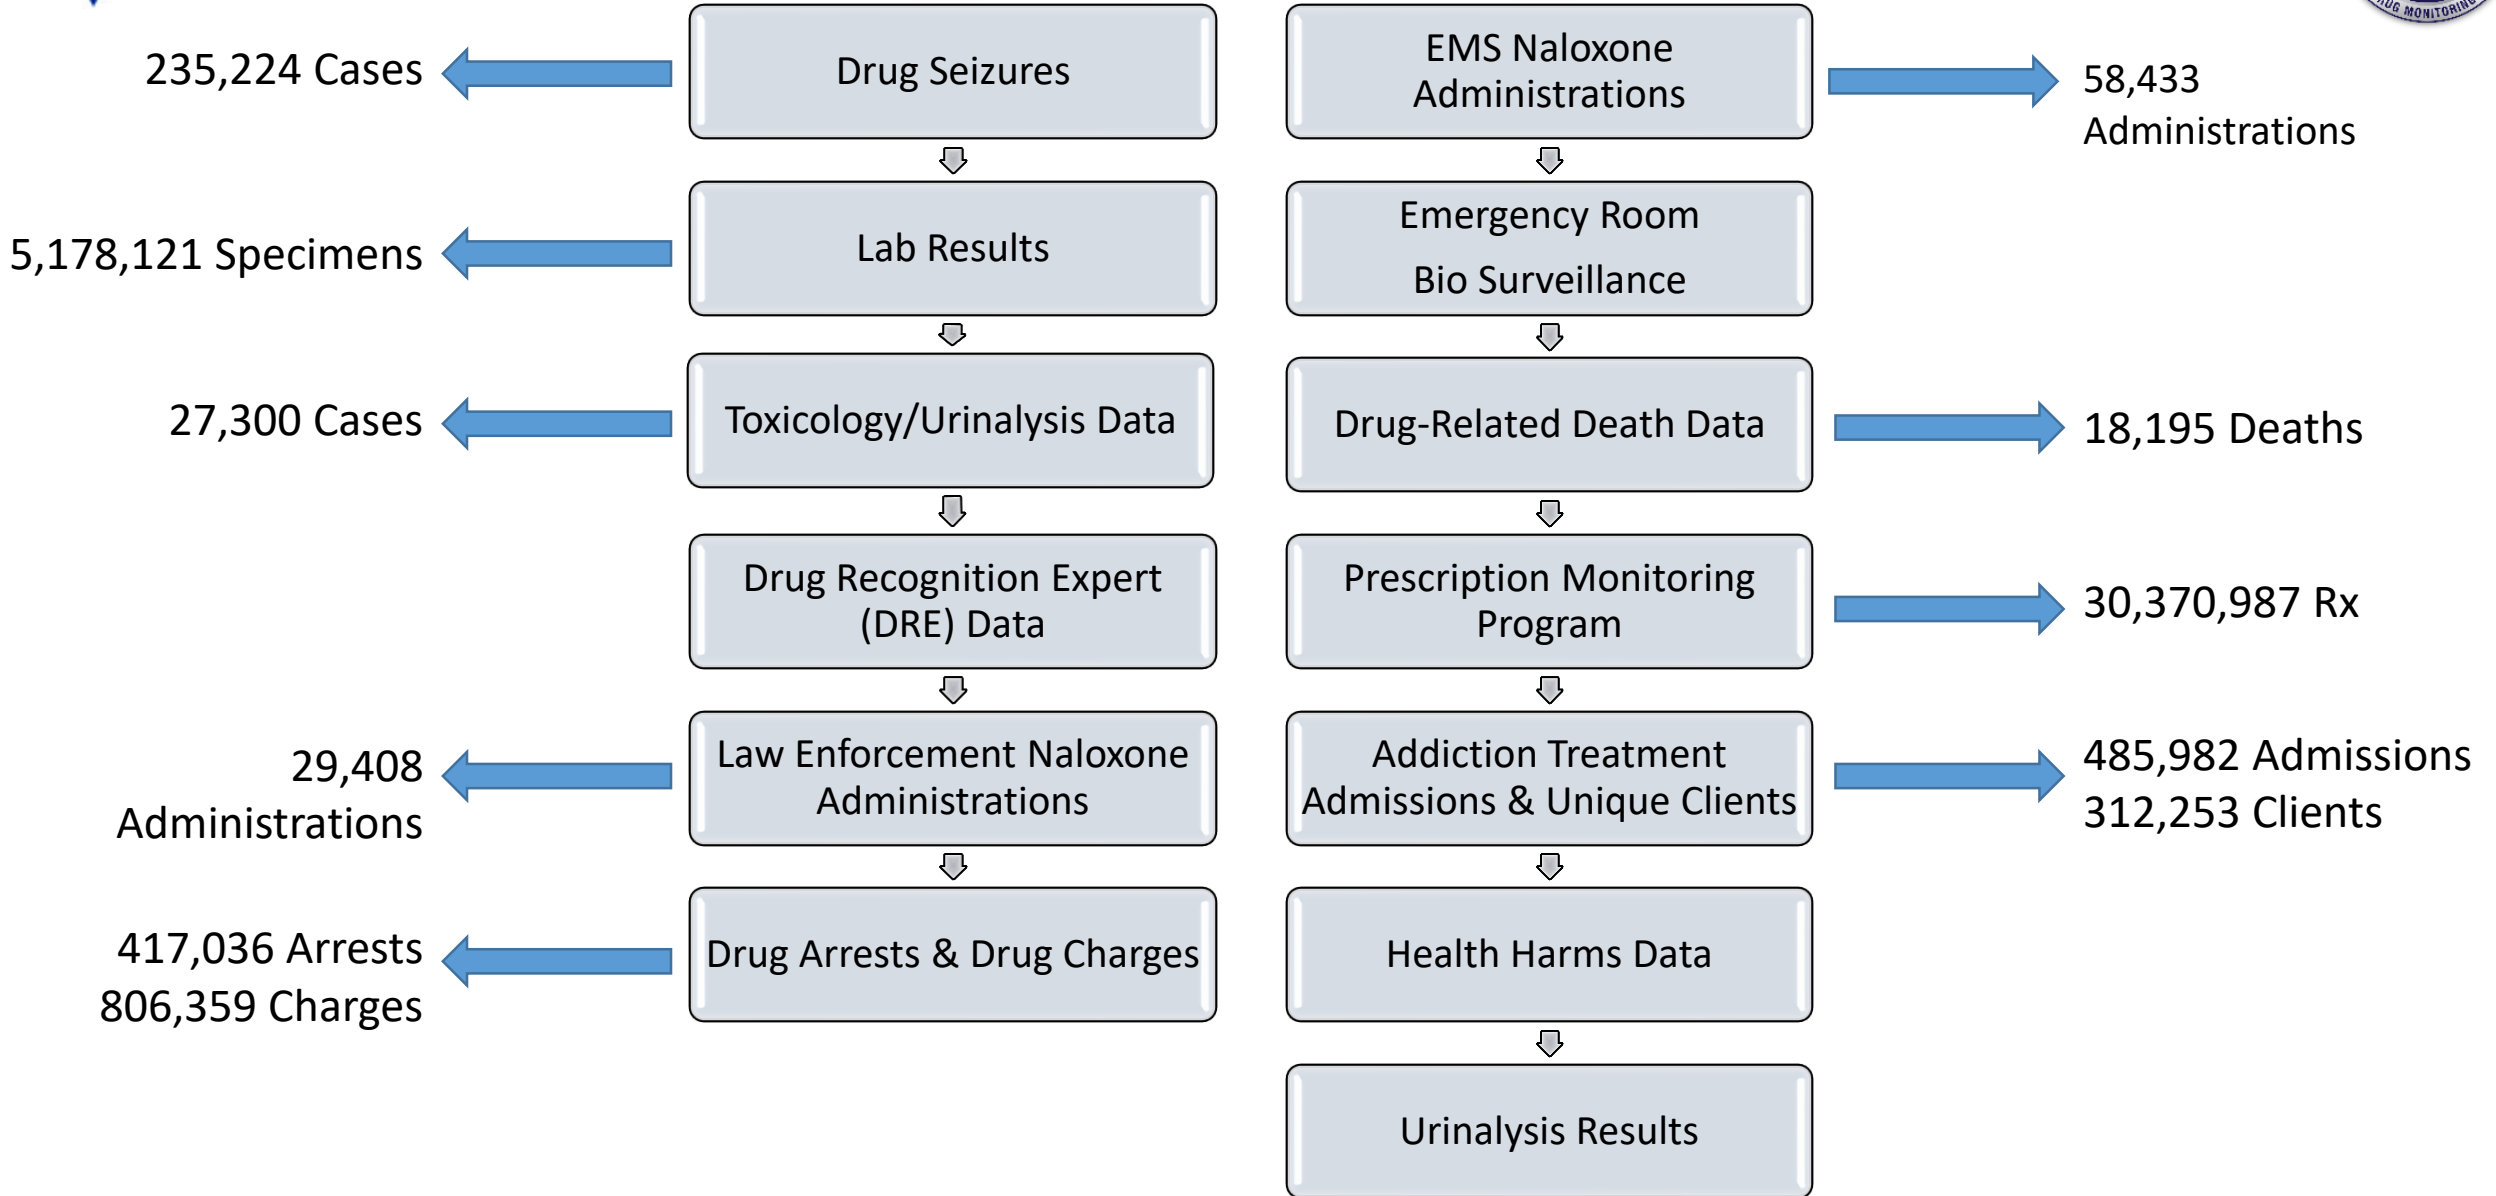 235,224 Cases
Drug Seizures
5,178,121 Specimens
Lab Results
27,300 Cases
Toxicology/Urinalysis Data
Drug Recognition Expert
(DRE) Data
29,408
Administrations
Law Enforcement Naloxone
Administrations
417,036 Arrests
806,359 Charges
Drug Arrests & Drug Charges
EMS Naloxone
Administrations
58,433
Administrations
Emergency Room
Bio Surveillance
Drug-Related Death Data
18,195 Deaths
Prescription Monitoring
Program
30,370,987 Rx
Addiction Treatment
Admissions & Unique Clients
485,982 Admissions
312,253 Clients
Health Harms Data
Urinalysis Results
MONITORING